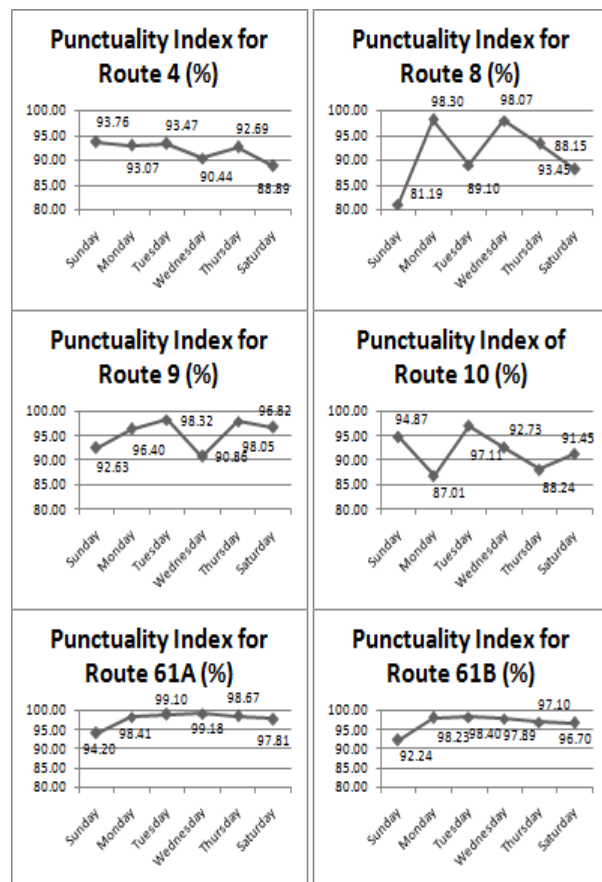 Punctuality Index for
Route 4 (%)
100.00
95.00
90.00
85.00
80.00
93.76
93.07
93.47
90.44
92.69
88.89
Sunday
Monday
Tuesday
Wednesday
Thursday
Saturday
Punctuality Index for
Route 8 (%)
100.00
95.00
90.00
85.00
80.00
81.19
98.30
89.10
98.07
93.45
88.15
Sunday
Monday
Tuesday
Wednesday
Thursday
Saturday
Punctuality Index for
Route 9 (%)
100.00
95.00
90.00
85.00
80.00
92.63
96.40
98.32
90.86
98.05
96.82
Sunday
Monday
Tuesday
Wednesday
Thursday
Saturday
Punctuality Index of
Route 10 (%)
100.00
95.00
90.00
85.00
80.00
94.87
87.01
97.11
92.73
88.24
91.45
Sunday
Monday
Tuesday
Wednesday
Thursday
Saturday
Punctuality Index for
Route 61A (%)
100.00
95.00
90.00
85.00
80.00
94.20
98.41
99.10
99.18
98.67
97.81
Sunday
Monday
Tuesday
Wednesday
Thursday
Saturday
Punctuality Index for
Route 61B (%)
100.00
95.00
90.00
85.00
80.00
92.24
98.23
98.40
97.89
97.10
96.70
Sunday
Monday
Tuesday
Wednesday
Thursday
Saturday